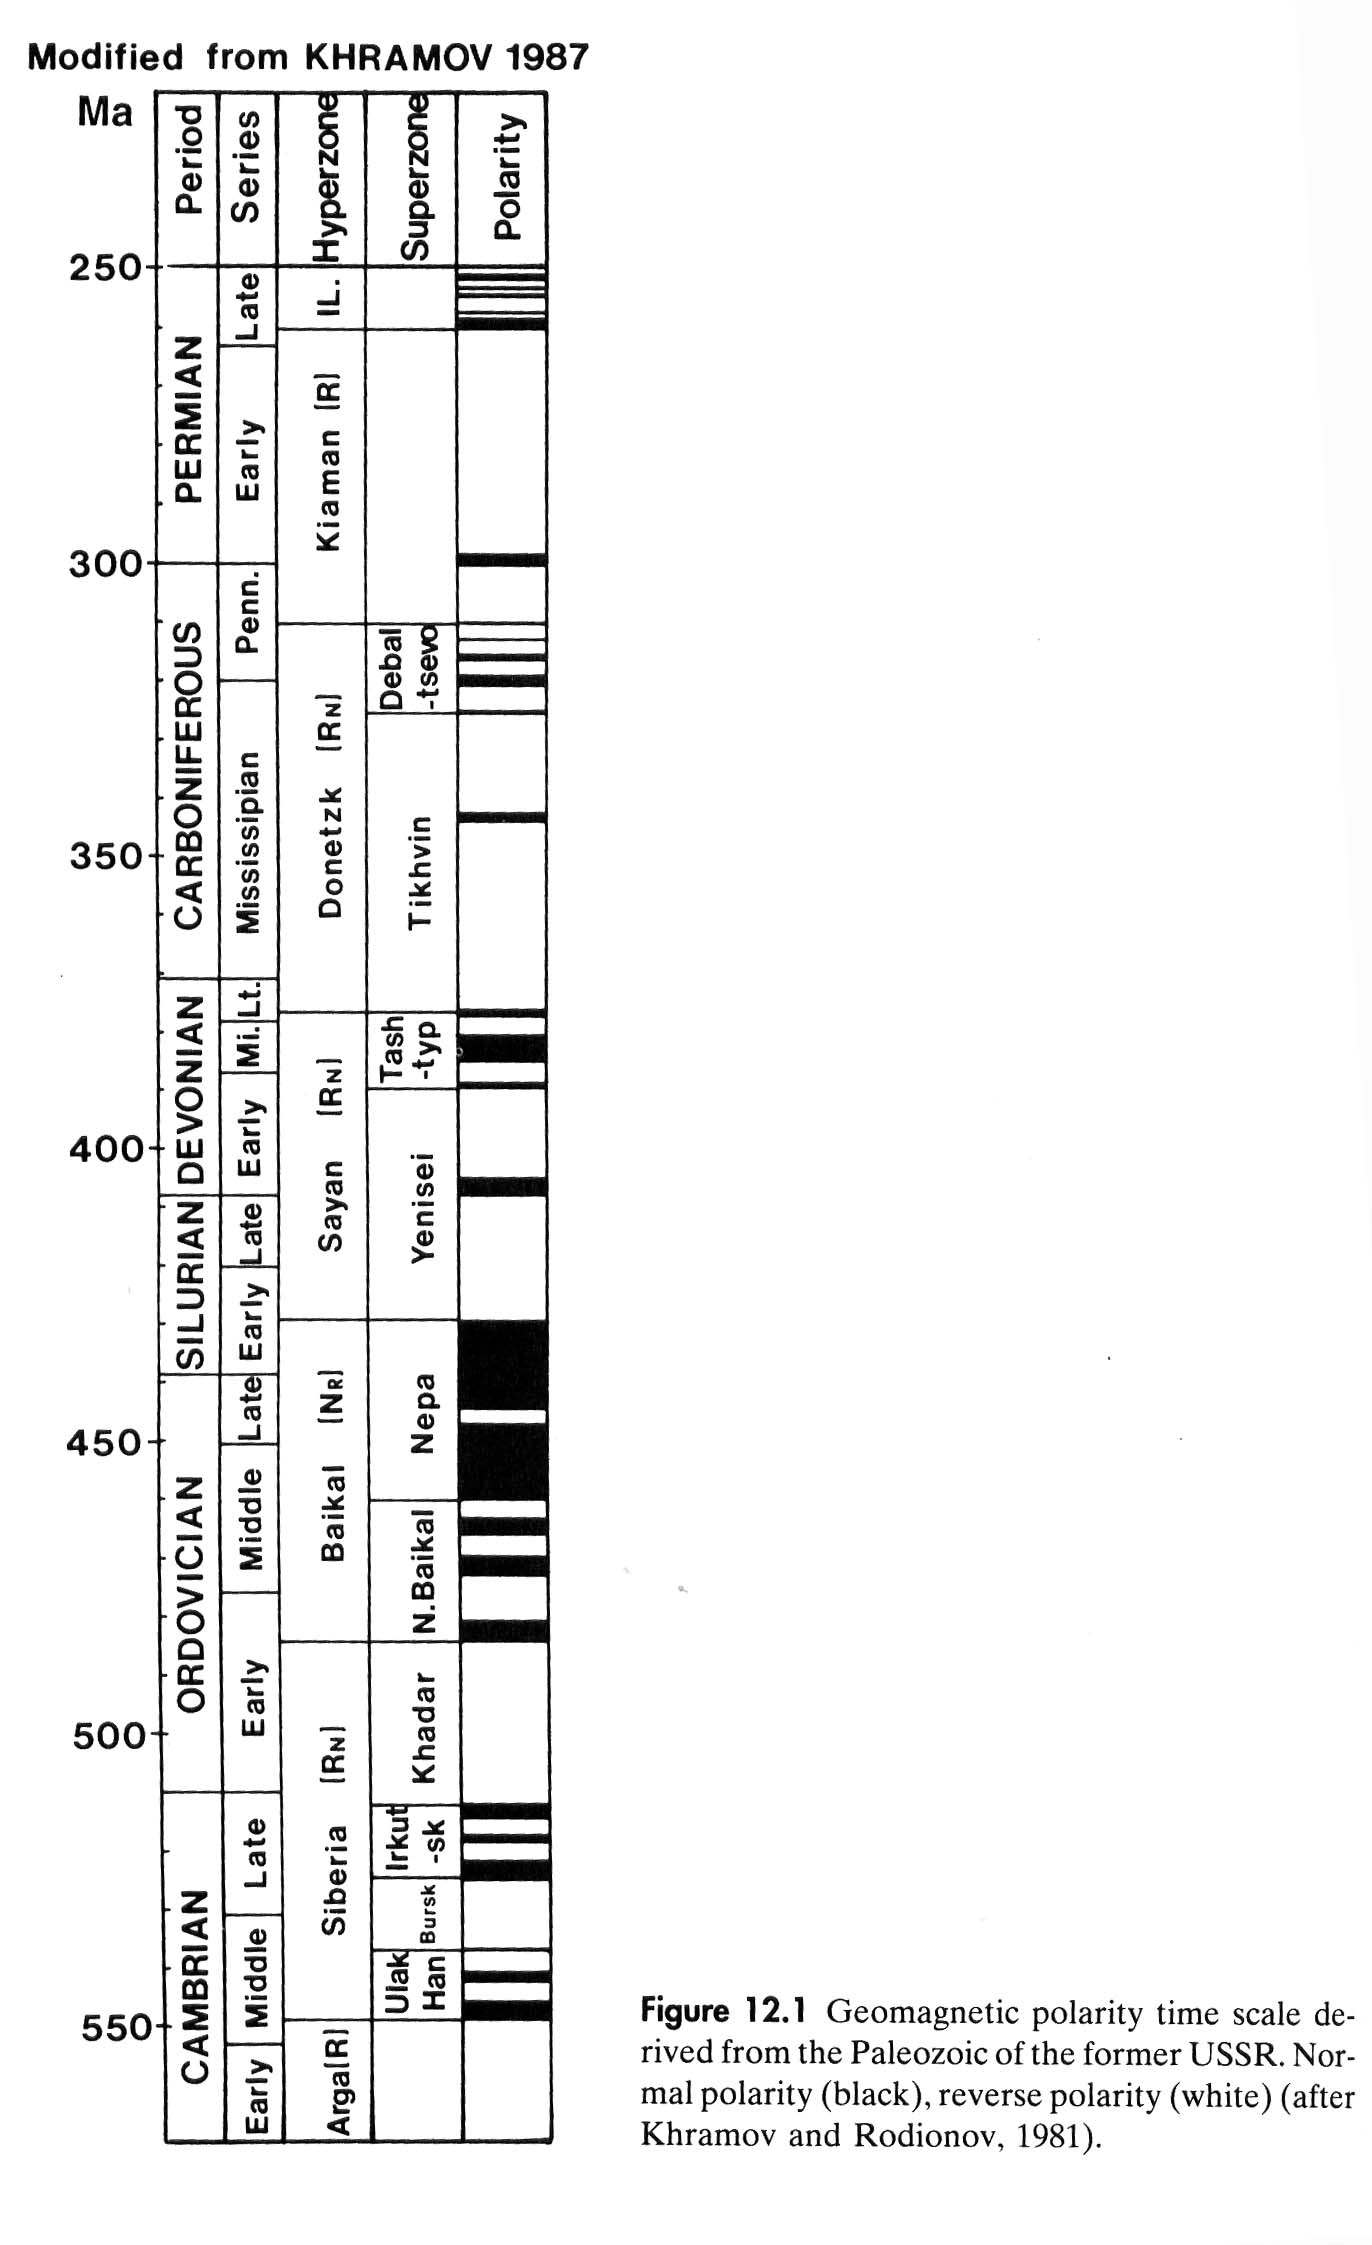 Modified from KHRAMOV 1987
Ma
Period
Series
Hyperzone
Superzone
Polarity
250
300
350
400
450
500
550
PERMIAN
CARBONIFEROUS
DEVONIAN
SILURIAN
ORDOVICIAN
CAMBRIAN
Late
Early
Penn.
Mississipian
Lt.
Mi.
Early
Late
Early
Late
Middle
Early
Late
Middle
Early
IL.
Kiaman [R]
Donetzk [RN]
Sayan [RN]
Baikal [NR]
Siberia [RN]
Arga[R]
Debal
-tsevo
Tikhvin
Tash
-typ
Yenisei
Nepa
N.Baikal
Khadar
Irkut
-sk
Bursk
Ulak
Han
Figure 12.1 Geomagnetic polarity time scale de-
rived from the Paleozoic of the former USSR. Nor-
mal polarity (black), reverse polarity (white) (after
Khramov and Rodionov, 1981).